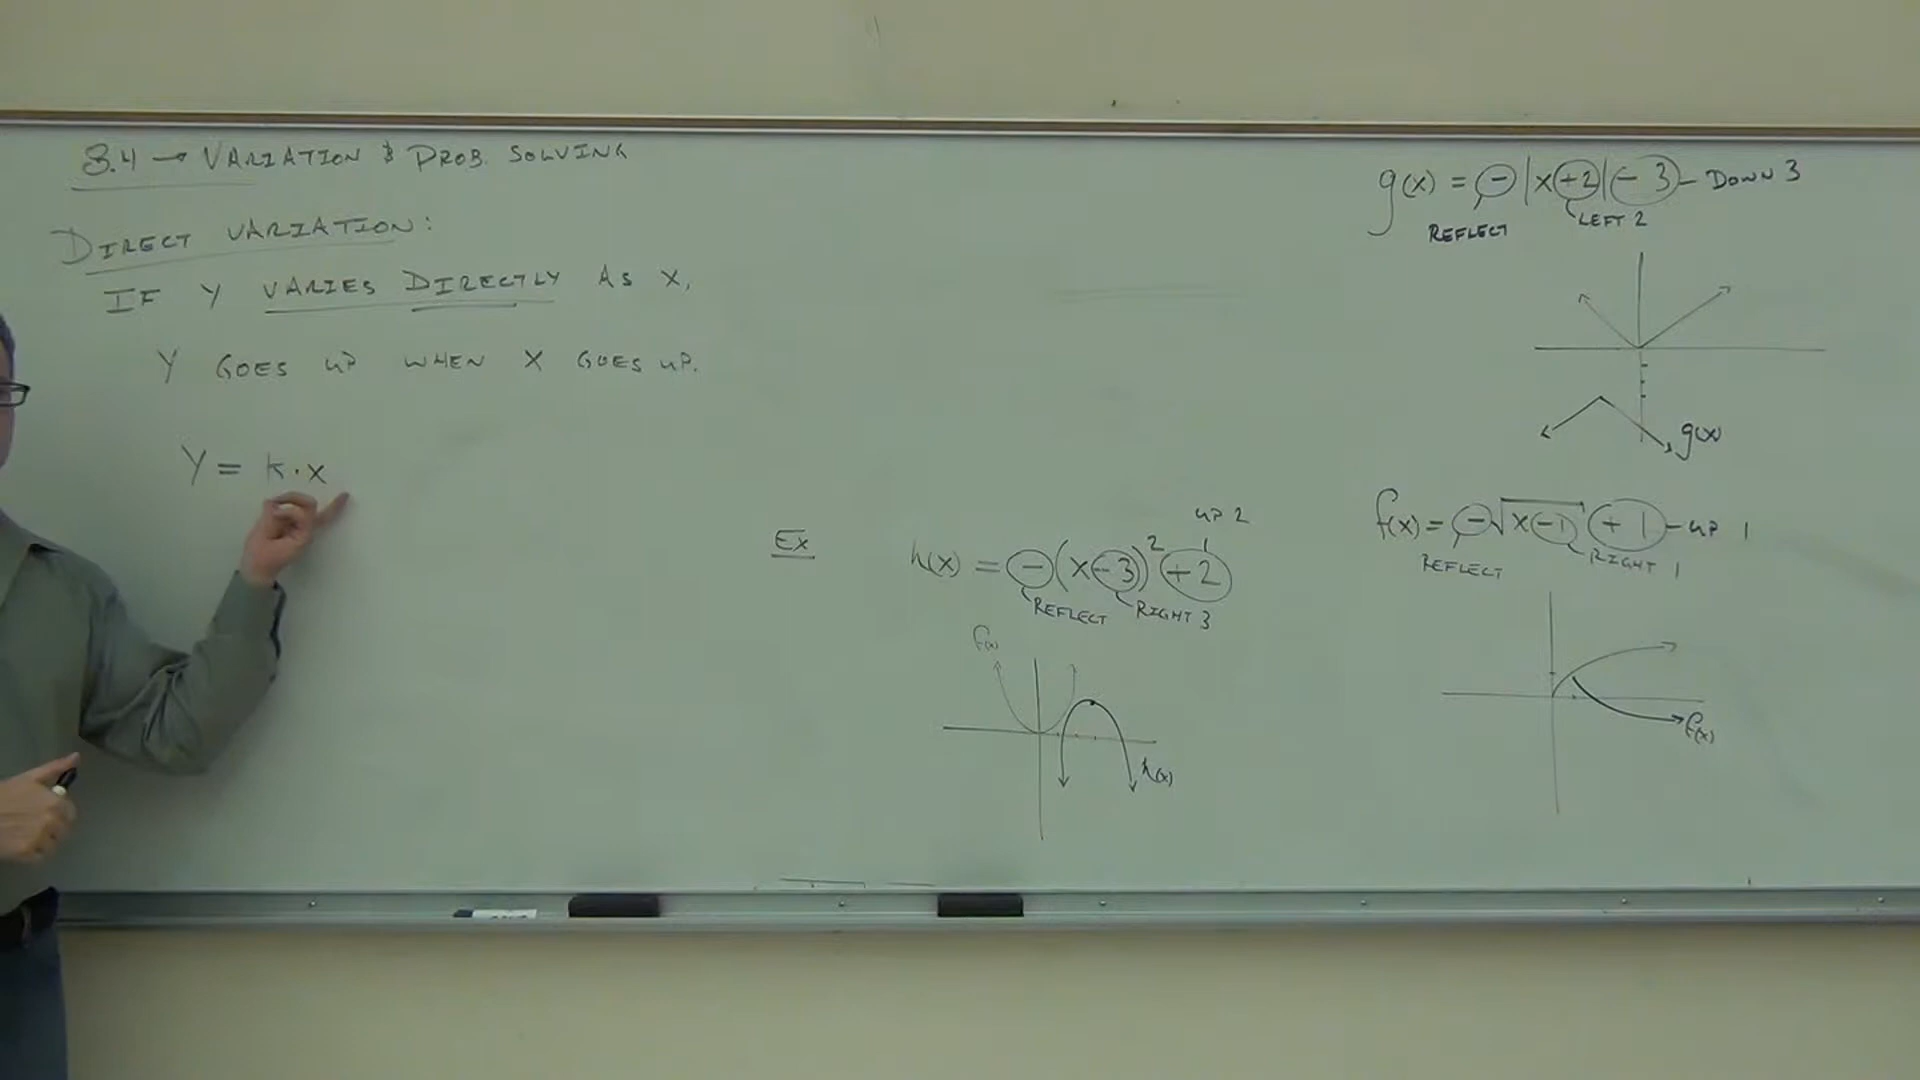 8.4 → VARIATION & PROB. SOLVING
DIRECT VARIATION:
IF Y VARIES DIRECTLY AS X,
Y GOES UP WHEN X GOES UP.
Y = K · X
Ex
UP 2
h(x) = -(x-3)² +2
REFLECT RIGHT 3
f(x)
h(x)
g(x) = -|x+2|-3 - DOWN 3
REFLECT LEFT 2
g(x)
f(x) = -√x-1 +1 - UP 1
REFLECT RIGHT 1
f(x)